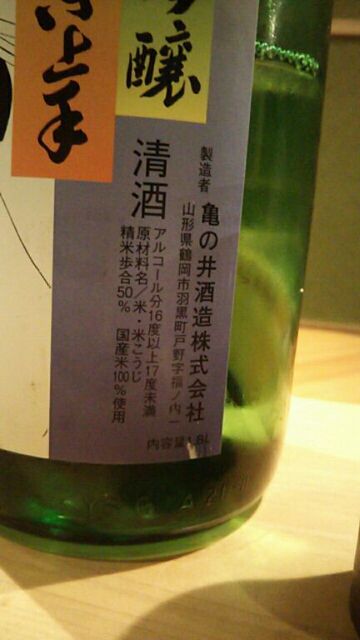 製造者 亀の井酒造株式会社
山形県鶴岡市羽黒町戸野字福ノ内一
清酒
アルコール分16度以上17度未満
原材料名/米・米こうじ
精米歩合50% 国産米100%使用
内容量1.8L
醸